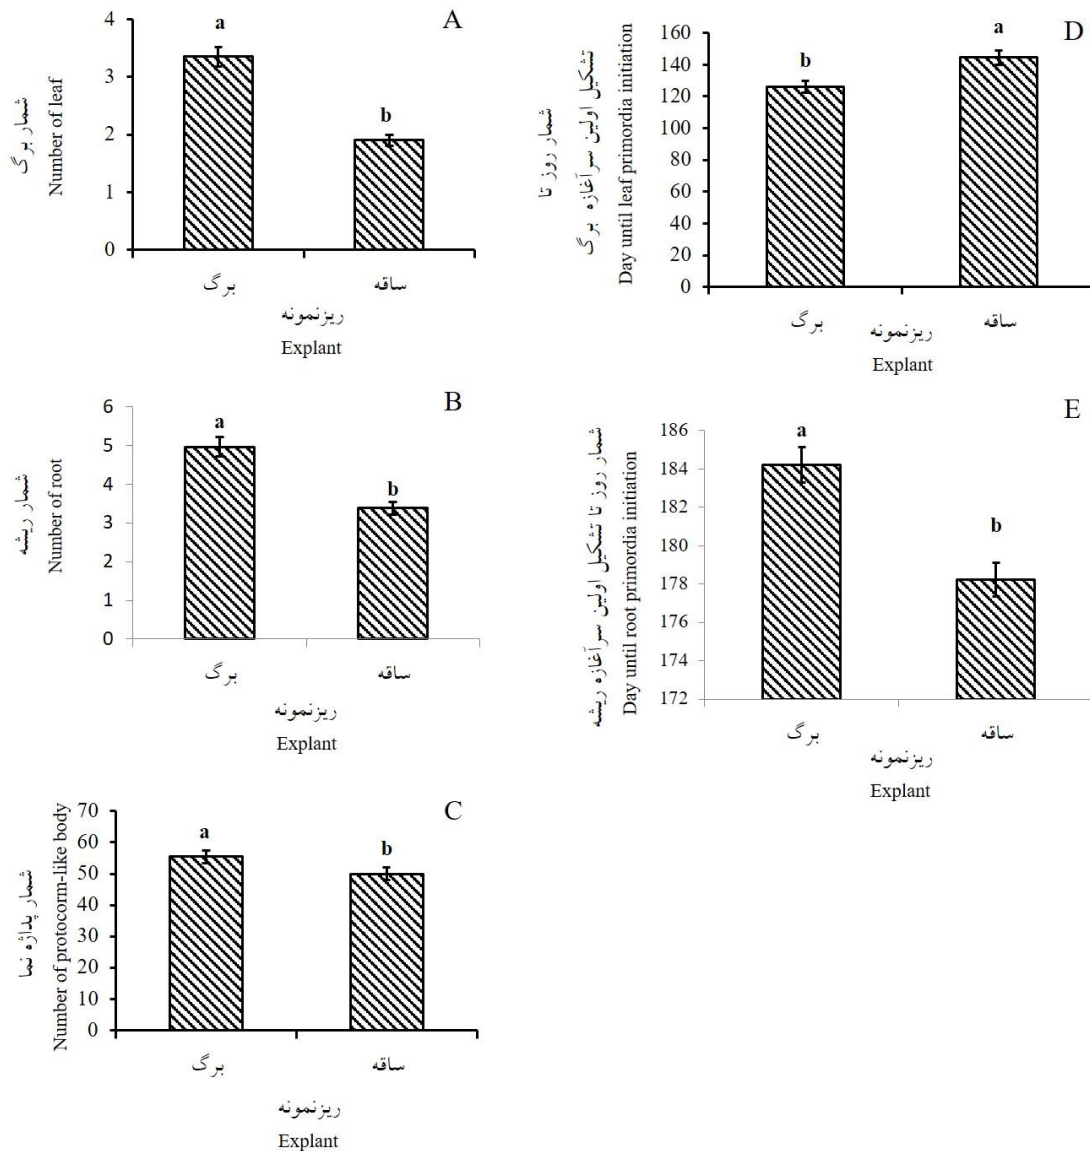 A
4
3
2
1
0
a
b
شمار برگ
Number of leaf
برگ
ساقه
ریزنمونه
Explant
B
6
5
4
3
2
1
0
a
b
شمار ریشه
Number of root
برگ
ساقه
ریزنمونه
Explant
C
70
60
50
40
30
20
10
0
a
b
شمار پداژه نما
Number of protocorm-like body
برگ
ساقه
ریزنمونه
Explant
D
160
140
120
100
80
60
40
20
0
b
a
شمار روز تا
تشکیل اولین سرآغازه برگ
Day until leaf primordia initiation
برگ
ساقه
ریزنمونه
Explant
E
186
184
182
180
178
176
174
172
a
b
شمار روز تا تشکیل اولین سرآغازه ریشه
Day until root primordia initiation
برگ
ساقه
ریزنمونه
Explant